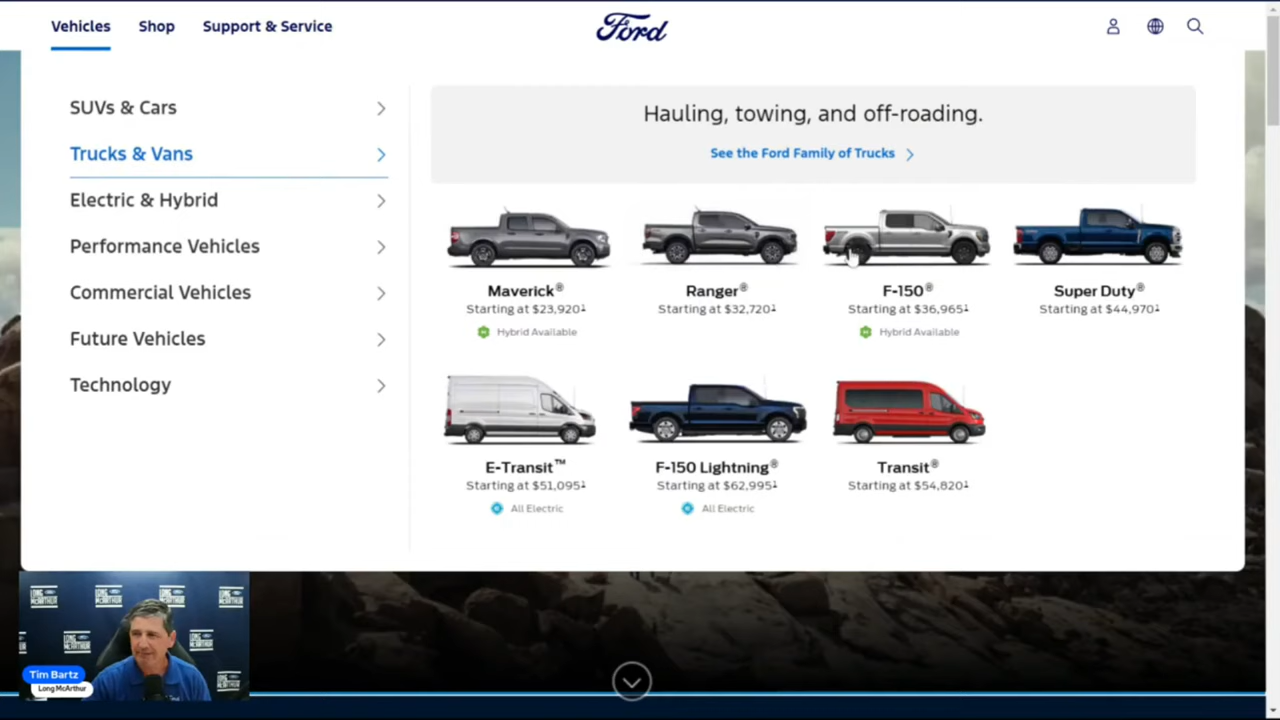 Vehicles
Shop
Support & Service
Ford
SUVs & Cars
Trucks & Vans
Electric & Hybrid
Performance Vehicles
Commercial Vehicles
Future Vehicles
Technology
Hauling, towing, and off-roading.
See the Ford Family of Trucks
Maverick®
Starting at $23,920¹
Hybrid Available
Ranger®
Starting at $32,720¹
F-150®
Starting at $36,965¹
Hybrid Available
Super Duty®
Starting at $44,970¹
E-Transit™
Starting at $51,095¹
All Electric
F-150 Lightning®
Starting at $62,995¹
All Electric
Transit®
Starting at $54,820¹
LONG McARTHUR
Tim Bartz
Long McArthur